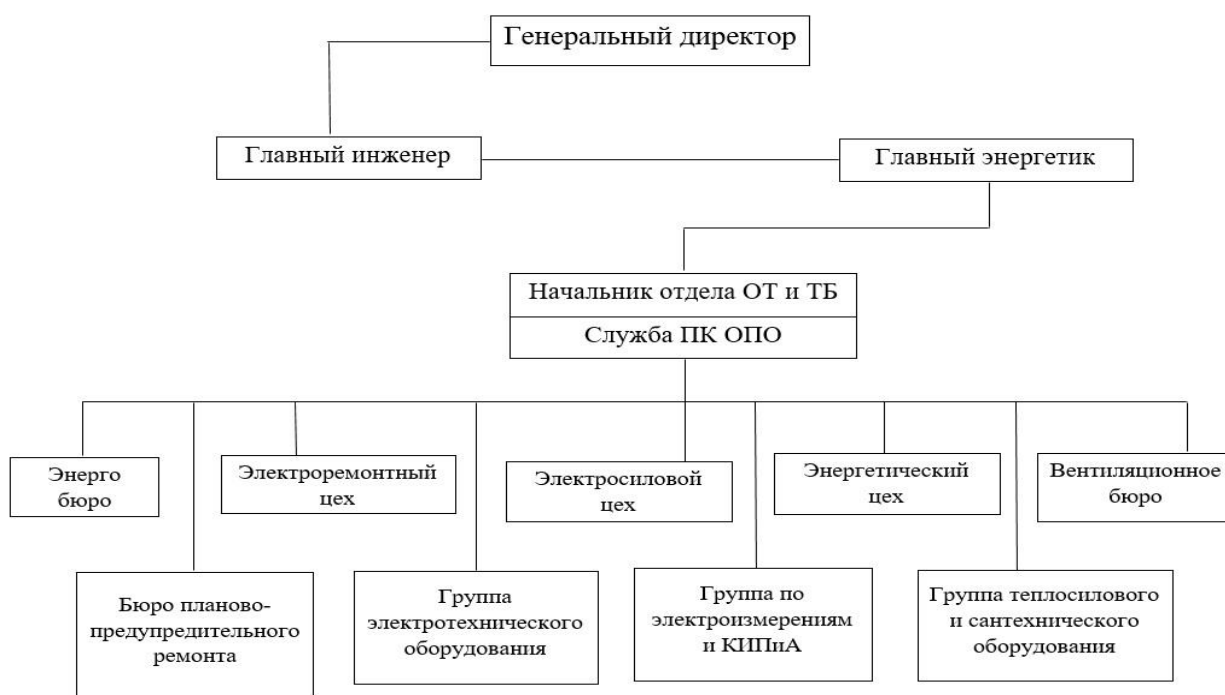 Генеральный директор
Главный инженер
Главный энергетик
Начальник отдела ОТ и ТБ
Служба ПК ОПО
Энерго
бюро
Электроремонтный
цех
Электросиловой
цех
Энергетический
цех
Вентиляционное
бюро
Бюро планово-
предупредительного
ремонта
Группа
электротехнического
оборудования
Группа по
электроизмерениям
и КИПиА
Группа теплосилового
и сантехнического
оборудования